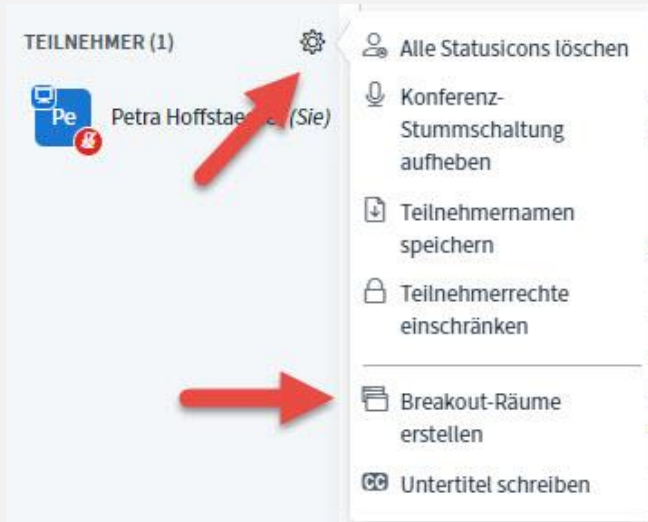 TEILNEHMER (1)
Pe
Petra Hoffstae (Sie)
Alle Statusicons löschen
Konferenz-
Stummschaltung
aufheben
Teilnehmernamen
speichern
Teilnehmerrechte
einschränken
Breakout-Räume
erstellen
CC Untertitel schreiben